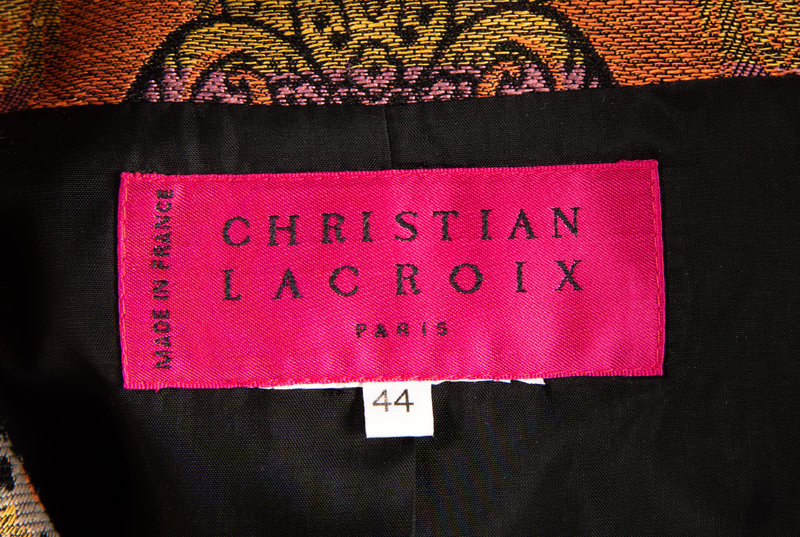 MADE IN FRANCE
CHRISTIAN
LACROIX
PARIS
44